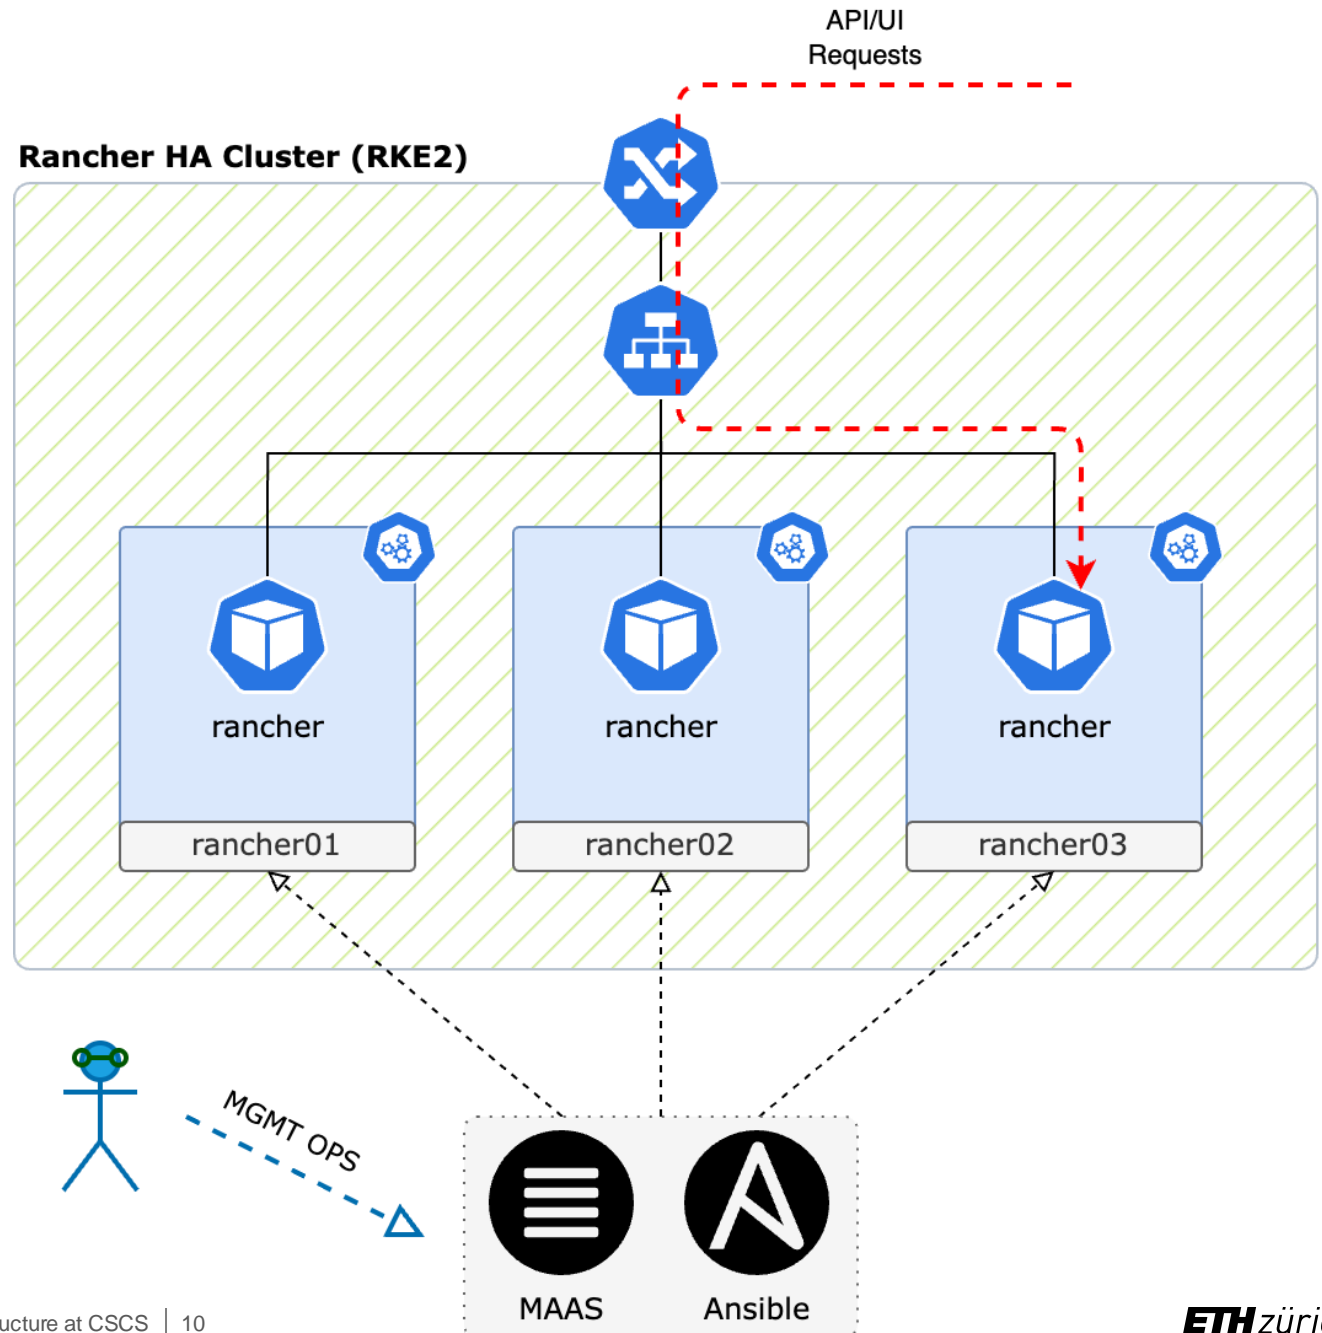 API/UI
Requests
Rancher HA Cluster (RKE2)
rancher
rancher
rancher
rancher01
rancher02
rancher03
MGMT OPS
MAAS
Ansible
ucture at CSCS | 10
ETH züri